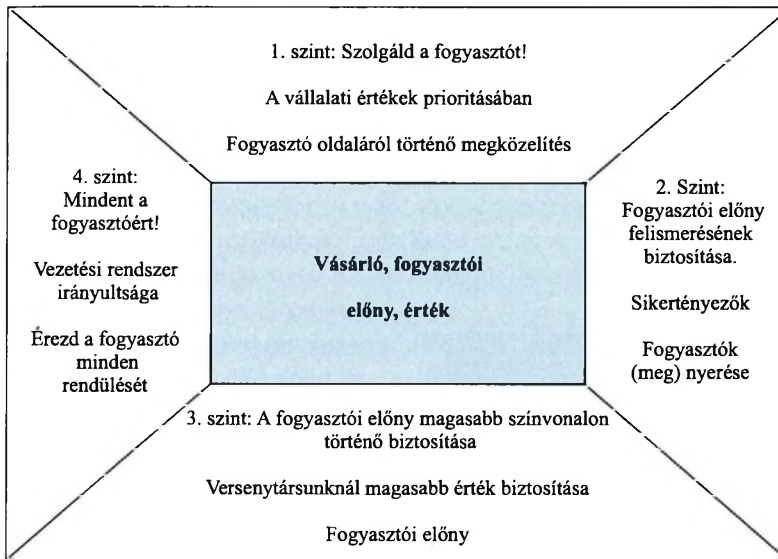 1. szint: Szolgáld a fogyasztót!
A vállalati értékek prioritásában
Fogyasztó oldaláról történő megközelítés
4. szint:
Mindent a
fogyasztóért!
Vezetési rendszer
irányultsága
Érezd a fogyasztó
minden
rendülését
Vásárló, fogyasztói
előny, érték
2. Szint:
Fogyasztói előny
felismerésének
biztosítása.
Sikertényezők
Fogyasztók
(meg) nyerése
3. szint: A fogyasztói előny magasabb színvonalon
történő biztosítása
Versenytársunknál magasabb érték biztosítása
Fogyasztói előny